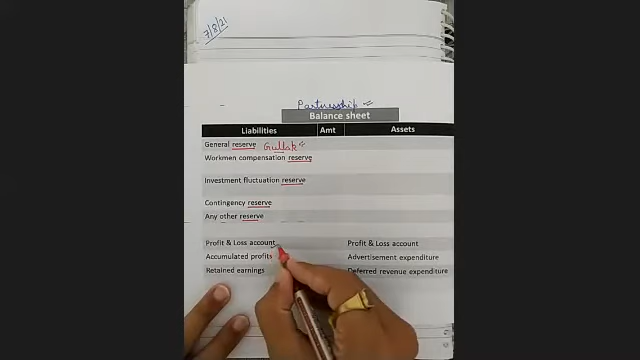 7/8/21
Partnership =
Balance sheet
Liabilities Amt Assets
General reserve Gullak
Workmen compensation reserve
Investment fluctuation reserve
Contingency reserve
Any other reserve
Profit & Loss account Profit & Loss account
Accumulated profits Advertisement expenditure
Retained earnings Deferred revenue expenditure